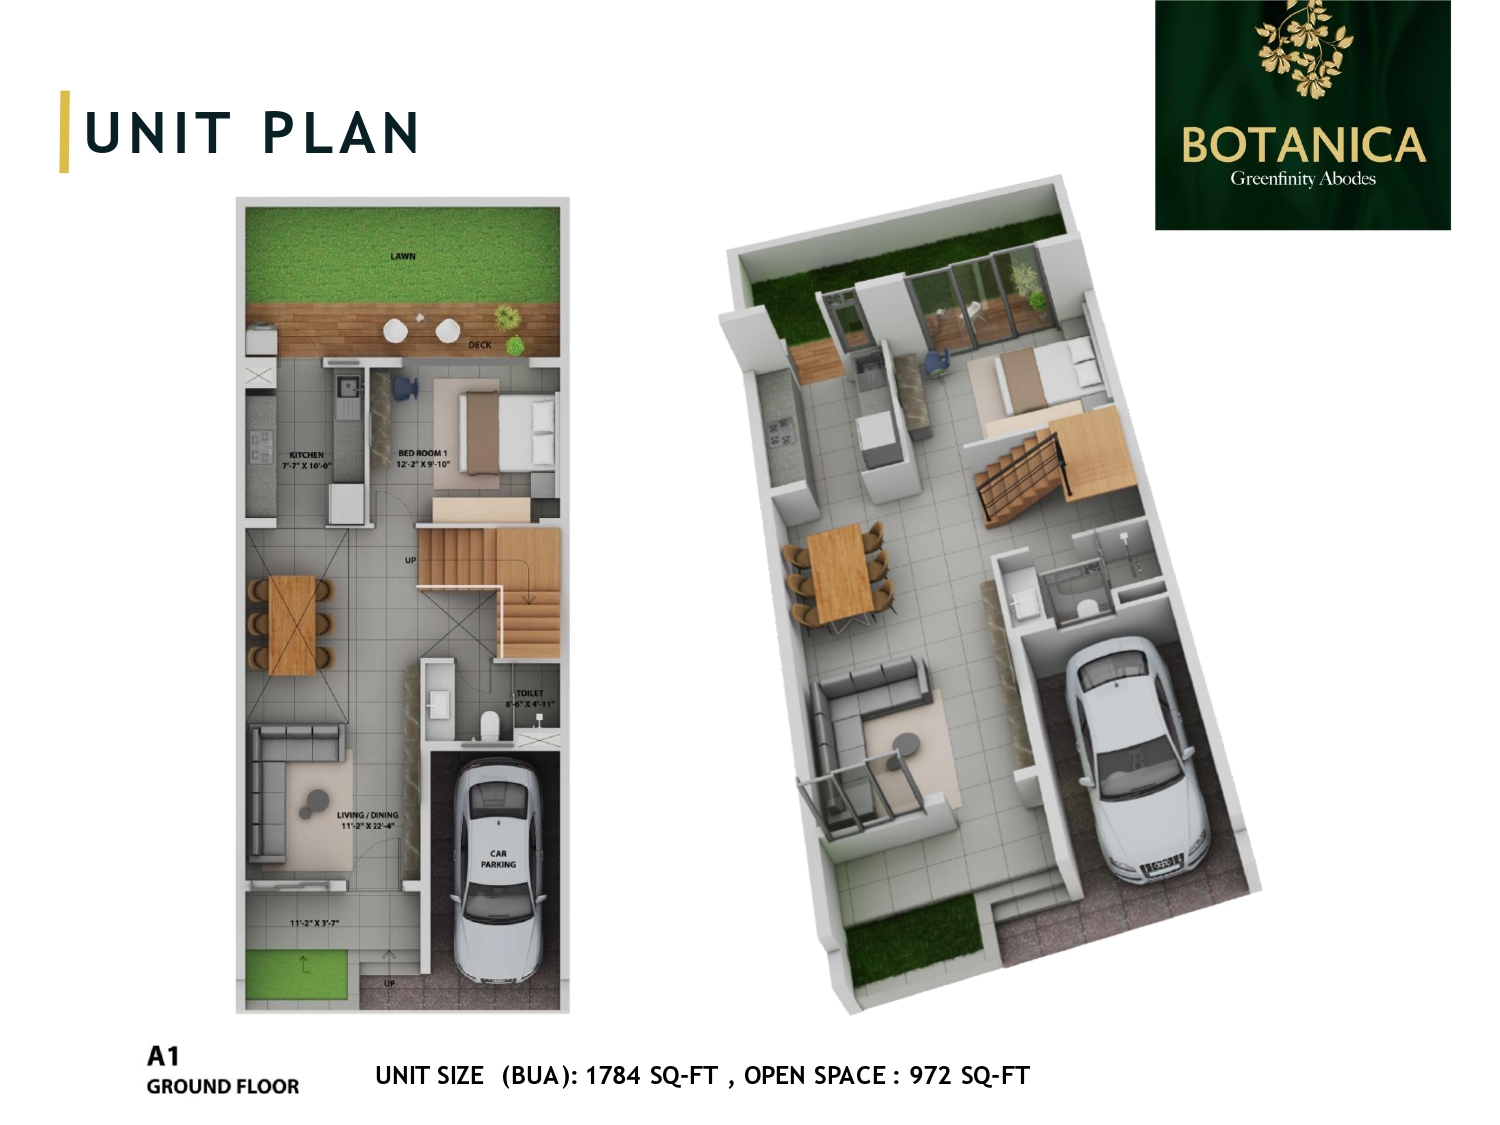 BOTANICA
Greenfinity Abodes
UNIT PLAN
LAWN
DECK
KITCHEN
7'-7" X 10'-0"
BED ROOM 1
12'-2" X 9'-10"
UP
TOILET
8'-6" X 4'-11"
LIVING / DINING
11'-2" X 22'-4"
CAR
PARKING
11'-2" X 3'-7"
UP
A1
GROUND FLOOR
UNIT SIZE (BUA): 1784 SQ-FT , OPEN SPACE : 972 SQ-FT